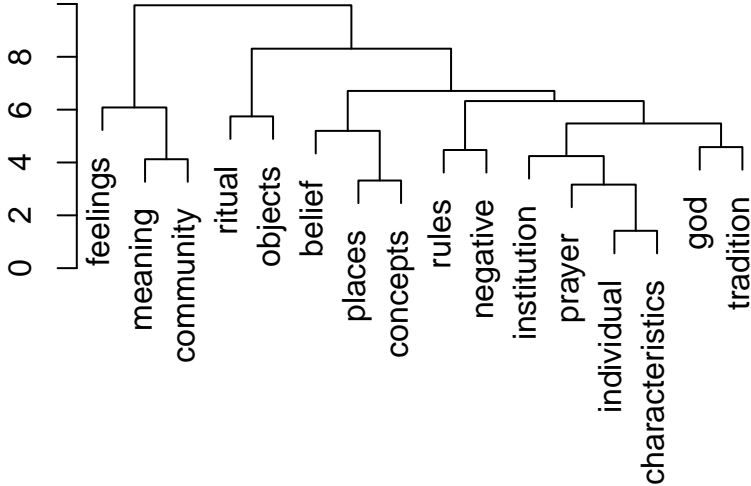 8
6
4
2
0
feelings
meaning
community
ritual
objects
belief
places
concepts
rules
negative
institution
prayer
individual
characteristics
god
tradition